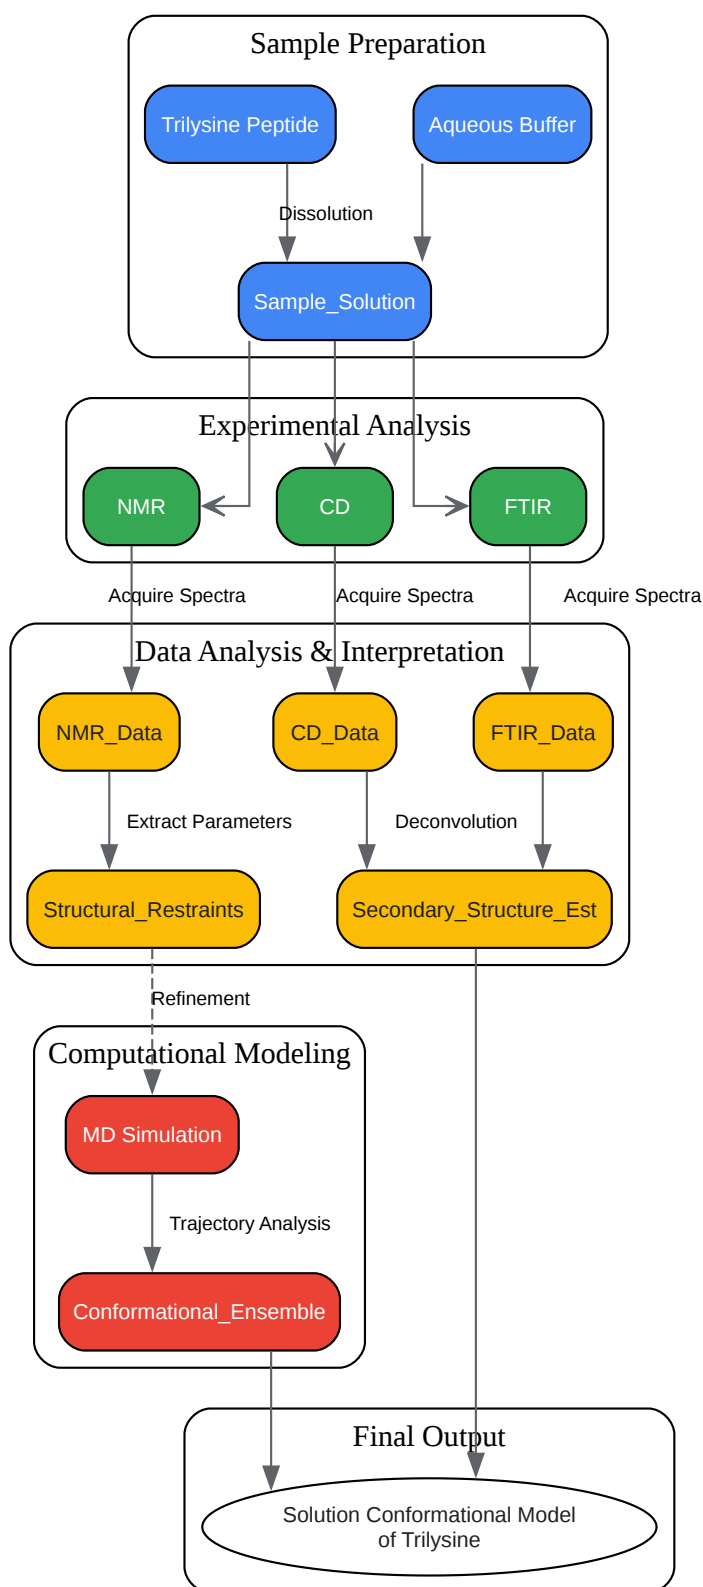 Sample Preparation
Trilysine Peptide
Aqueous Buffer
Dissolution
Sample_Solution
Experimental Analysis
NMR
CD
FTIR
Acquire Spectra
Acquire Spectra
Acquire Spectra
Data Analysis & Interpretation
NMR_Data
CD_Data
FTIR_Data
Extract Parameters
Deconvolution
Structural_Restraints
Secondary_Structure_Est
Refinement
Computational Modeling
MD Simulation
Trajectory Analysis
Conformational_Ensemble
Final Output
Solution Conformational Model
of Trilysine